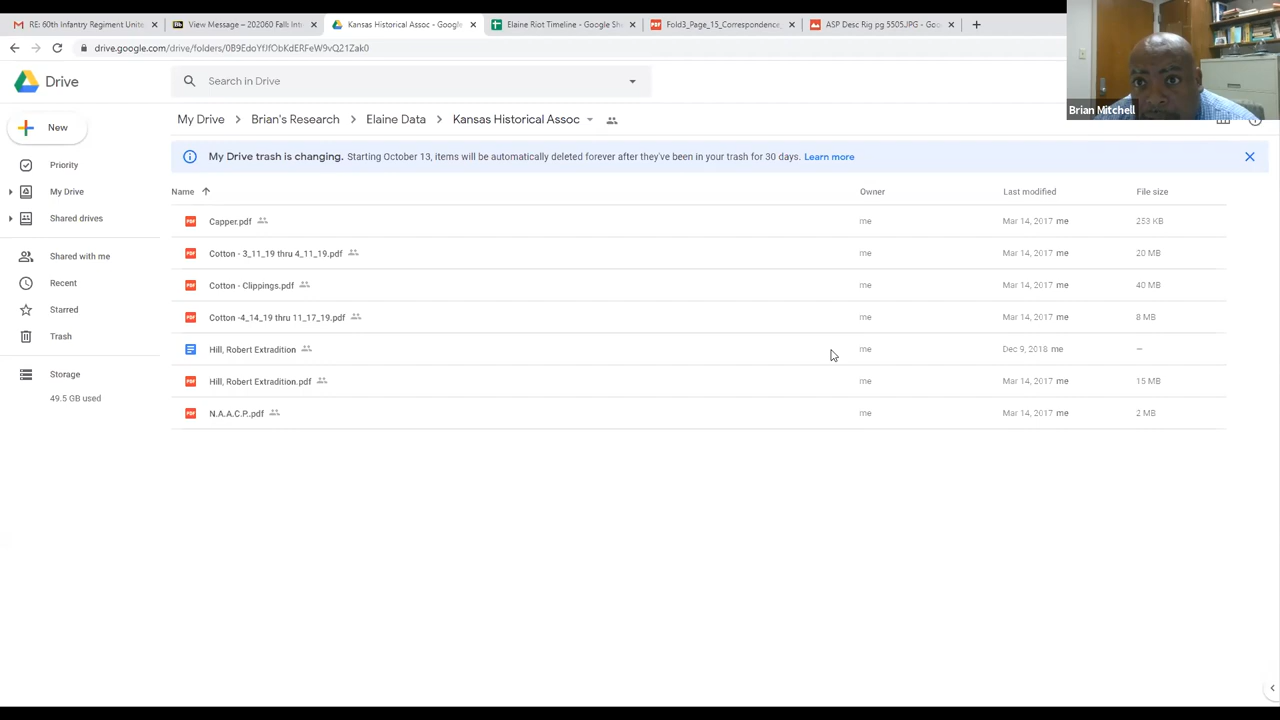 RE: 60th Infantry Regiment Unite
View Message – 202060 Fall: Int
Kansas Historical Assoc - Google
Elaine Riot Timeline - Google Sh
Fold3_Page_15_Correspondence_
ASP Desc Rig pg 5505.JPG - Goo
drive.google.com/drive/folders/
Brian Mitchell
Drive
Search in Drive
New
My Drive
Brian's Research
Elaine Data
Kansas Historical Assoc
My Drive trash is changing. Starting October 13, items will be automatically deleted forever after they've been in your trash for 30 days. Learn more
Priority
My Drive
Shared drives
Shared with me
Recent
Starred
Trash
Storage
49.5 GB used
Name Owner Last modified File size
Capper.pdf me Mar 14, 2017 me 253 KB
Cotton - 3_11_19 thru 4_11_19.pdf me Mar 14, 2017 me 20 MB
Cotton - Clippings.pdf me Mar 14, 2017 me 40 MB
Cotton -4_14_19 thru 11_17_19.pdf me Mar 14, 2017 me 8 MB
Hill, Robert Extradition me Dec 9, 2018 me –
Hill, Robert Extradition.pdf me Mar 14, 2017 me 15 MB
N.A.A.C.P..pdf me Mar 14, 2017 me 2 MB